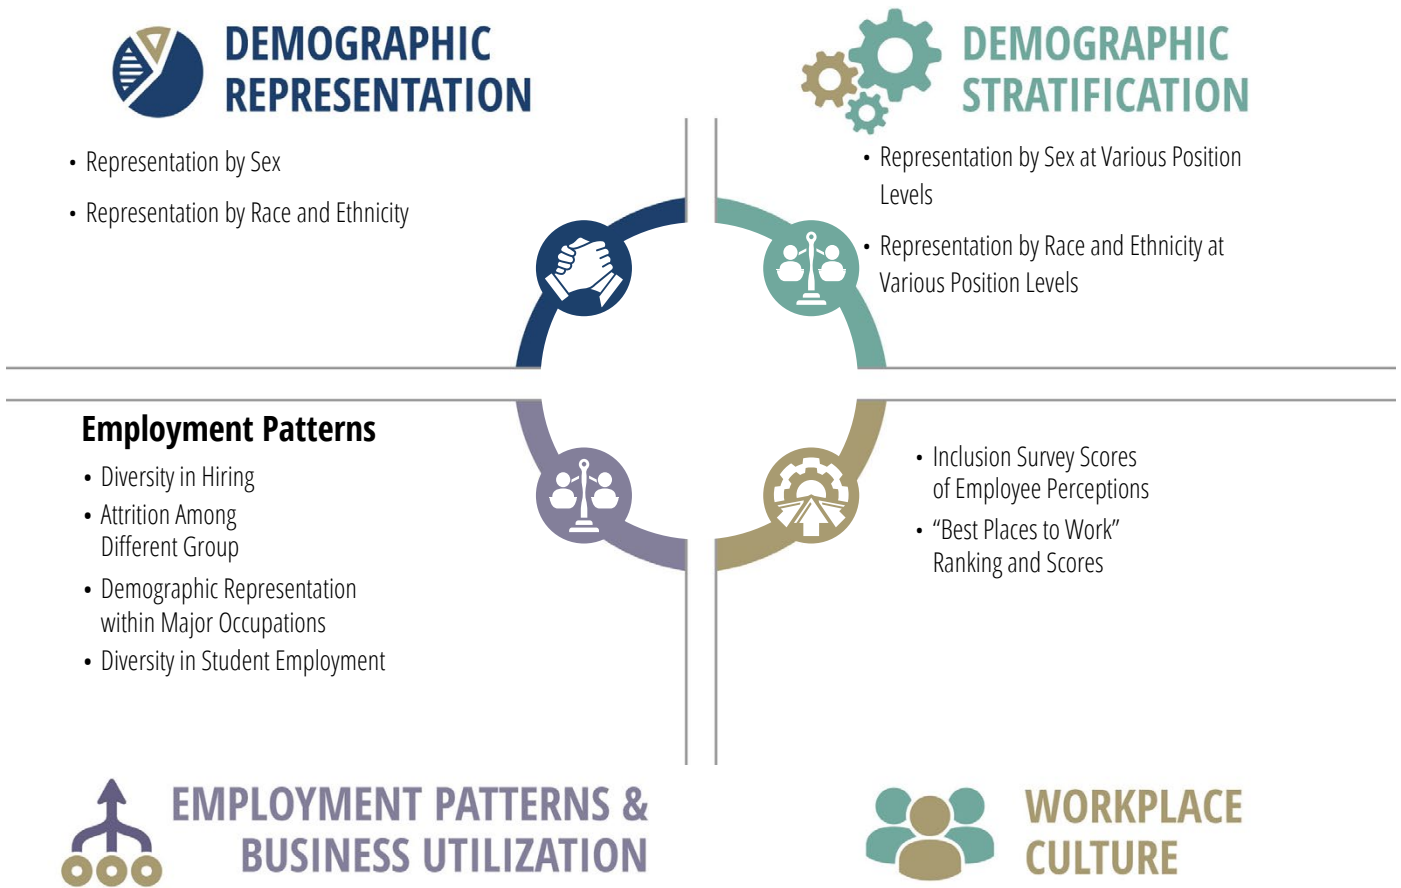 DEMOGRAPHIC
REPRESENTATION
• Representation by Sex
• Representation by Race and Ethnicity
DEMOGRAPHIC
STRATIFICATION
• Representation by Sex at Various Position
Levels
• Representation by Race and Ethnicity at
Various Position Levels
Employment Patterns
• Diversity in Hiring
• Attrition Among
Different Group
• Demographic Representation
within Major Occupations
• Diversity in Student Employment
EMPLOYMENT PATTERNS &
BUSINESS UTILIZATION
• Inclusion Survey Scores
of Employee Perceptions
• “Best Places to Work”
Ranking and Scores
WORKPLACE
CULTURE